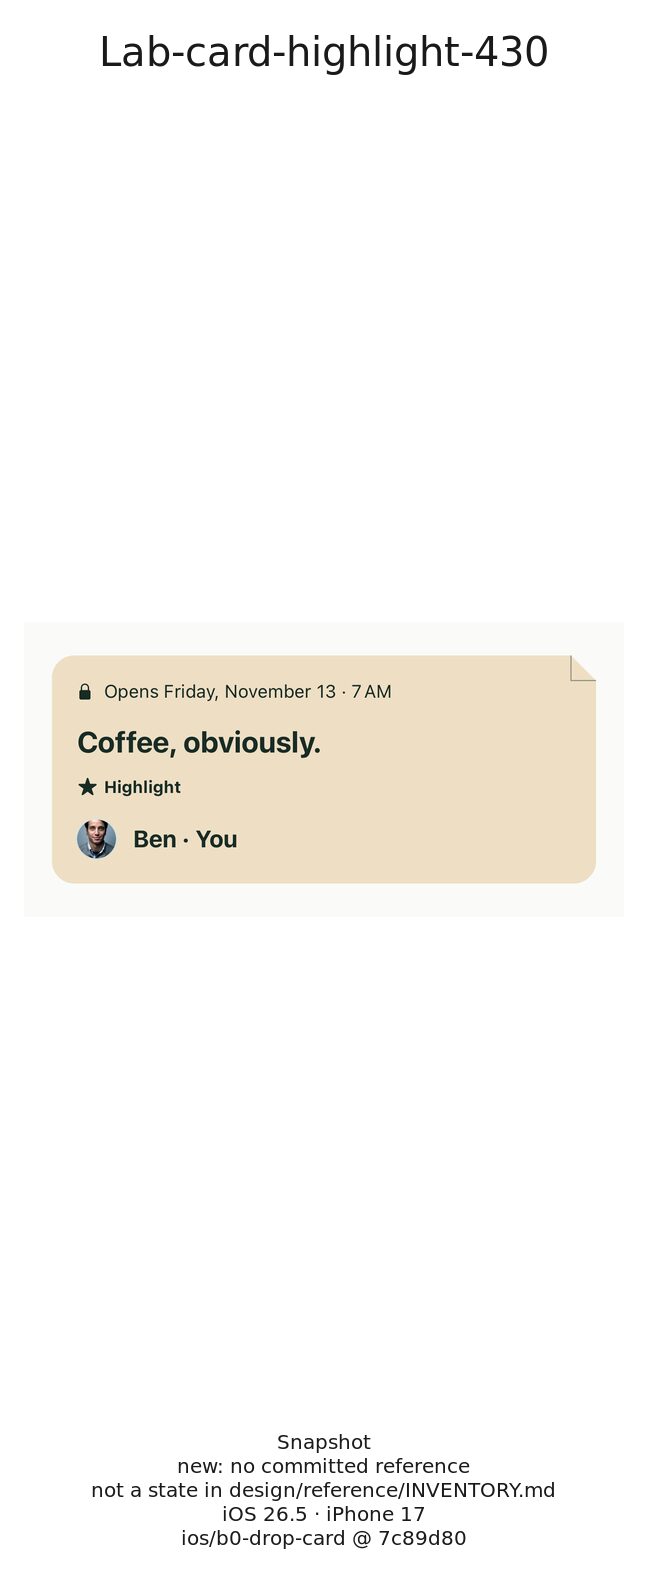 Lab-card-highlight-430
Opens Friday, November 13 · 7 AM
Coffee, obviously.
Highlight
Ben · You
Snapshot
new: no committed reference
not a state in design/reference/INVENTORY.md
iOS 26.5 · iPhone 17
ios/b0-drop-card @ 7c89d80